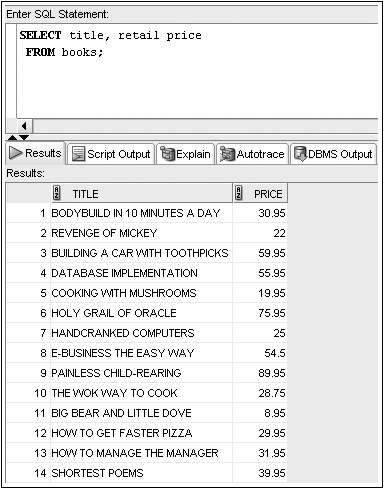 Enter SQL Statement:
SELECT title, retail price
FROM books;
Results Script Output Explain Autotrace DBMS Output
Results:
TITLE PRICE
1 BODYBUILD IN 10 MINUTES A DAY 30.95
2 REVENGE OF MICKEY 22
3 BUILDING A CAR WITH TOOTHPICKS 59.95
4 DATABASE IMPLEMENTATION 55.95
5 COOKING WITH MUSHROOMS 19.95
6 HOLY GRAIL OF ORACLE 75.95
7 HANDCRANKED COMPUTERS 25
8 E-BUSINESS THE EASY WAY 54.5
9 PAINLESS CHILD-REARING 89.95
10 THE WOK WAY TO COOK 28.75
11 BIG BEAR AND LITTLE DOVE 8.95
12 HOW TO GET FASTER PIZZA 29.95
13 HOW TO MANAGE THE MANAGER 31.95
14 SHORTEST POEMS 39.95